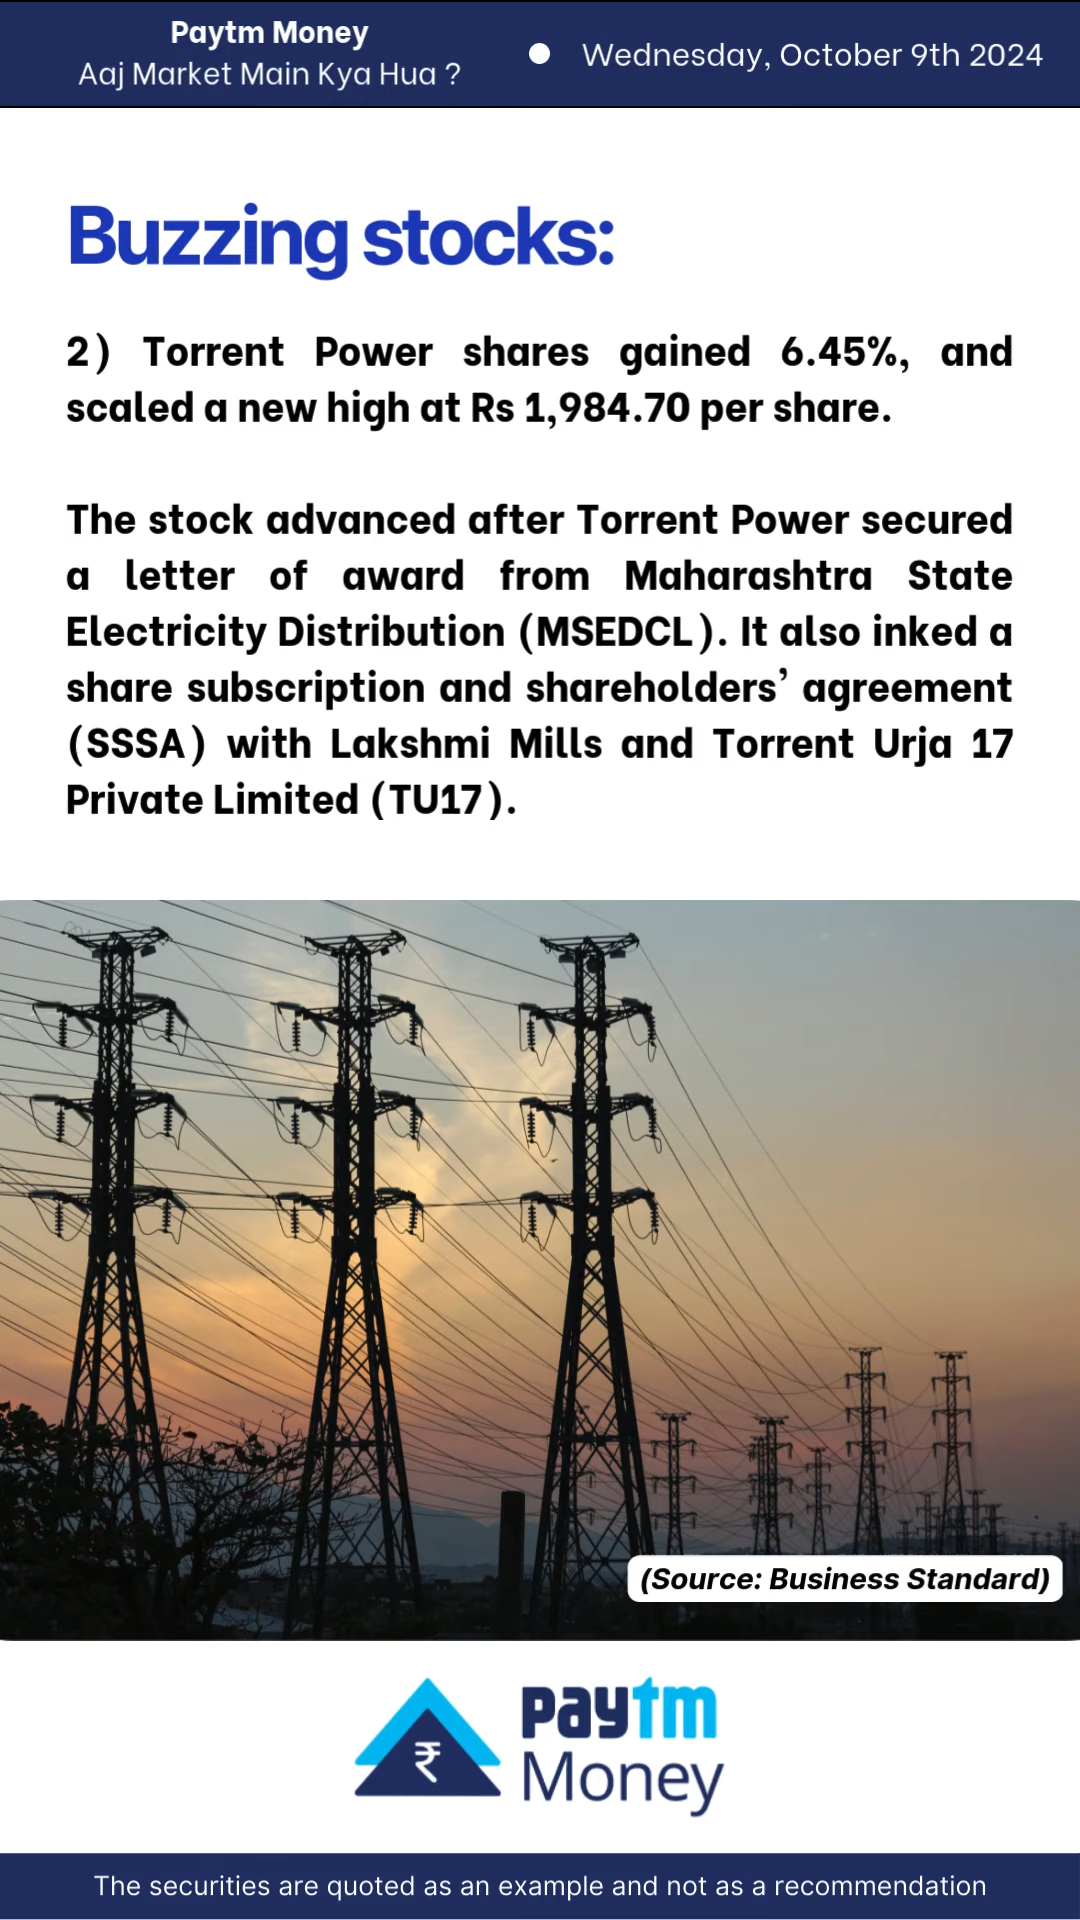 Paytm Money
Aaj Market Main Kya Hua ?
Wednesday, October 9th 2024
Buzzing stocks:
2) Torrent Power shares gained 6.45%, and
scaled a new high at Rs 1,984.70 per share.
The stock advanced after Torrent Power secured
a letter of award from Maharashtra State
Electricity Distribution (MSEDCL). It also inked a
share subscription and shareholders’ agreement
(SSSA) with Lakshmi Mills and Torrent Urja 17
Private Limited (TU17).
(Source: Business Standard)
₹
paytm
Money
The securities are quoted as an example and not as a recommendation